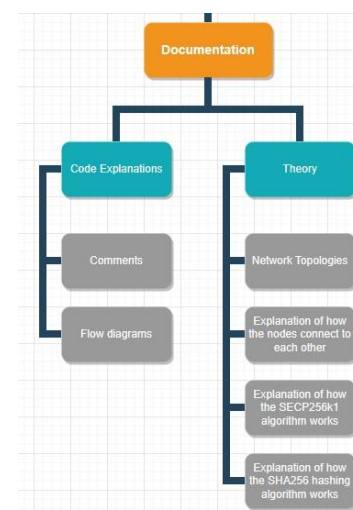 Documentation
Code Explanations
Theory
Comments
Network Topologies
Flow diagrams
Explanation of how
the nodes connect to
each other
Explanation of how
the SECP256k1
algorithm works
Explanation of how
the SHA256 hashing
algorithm works